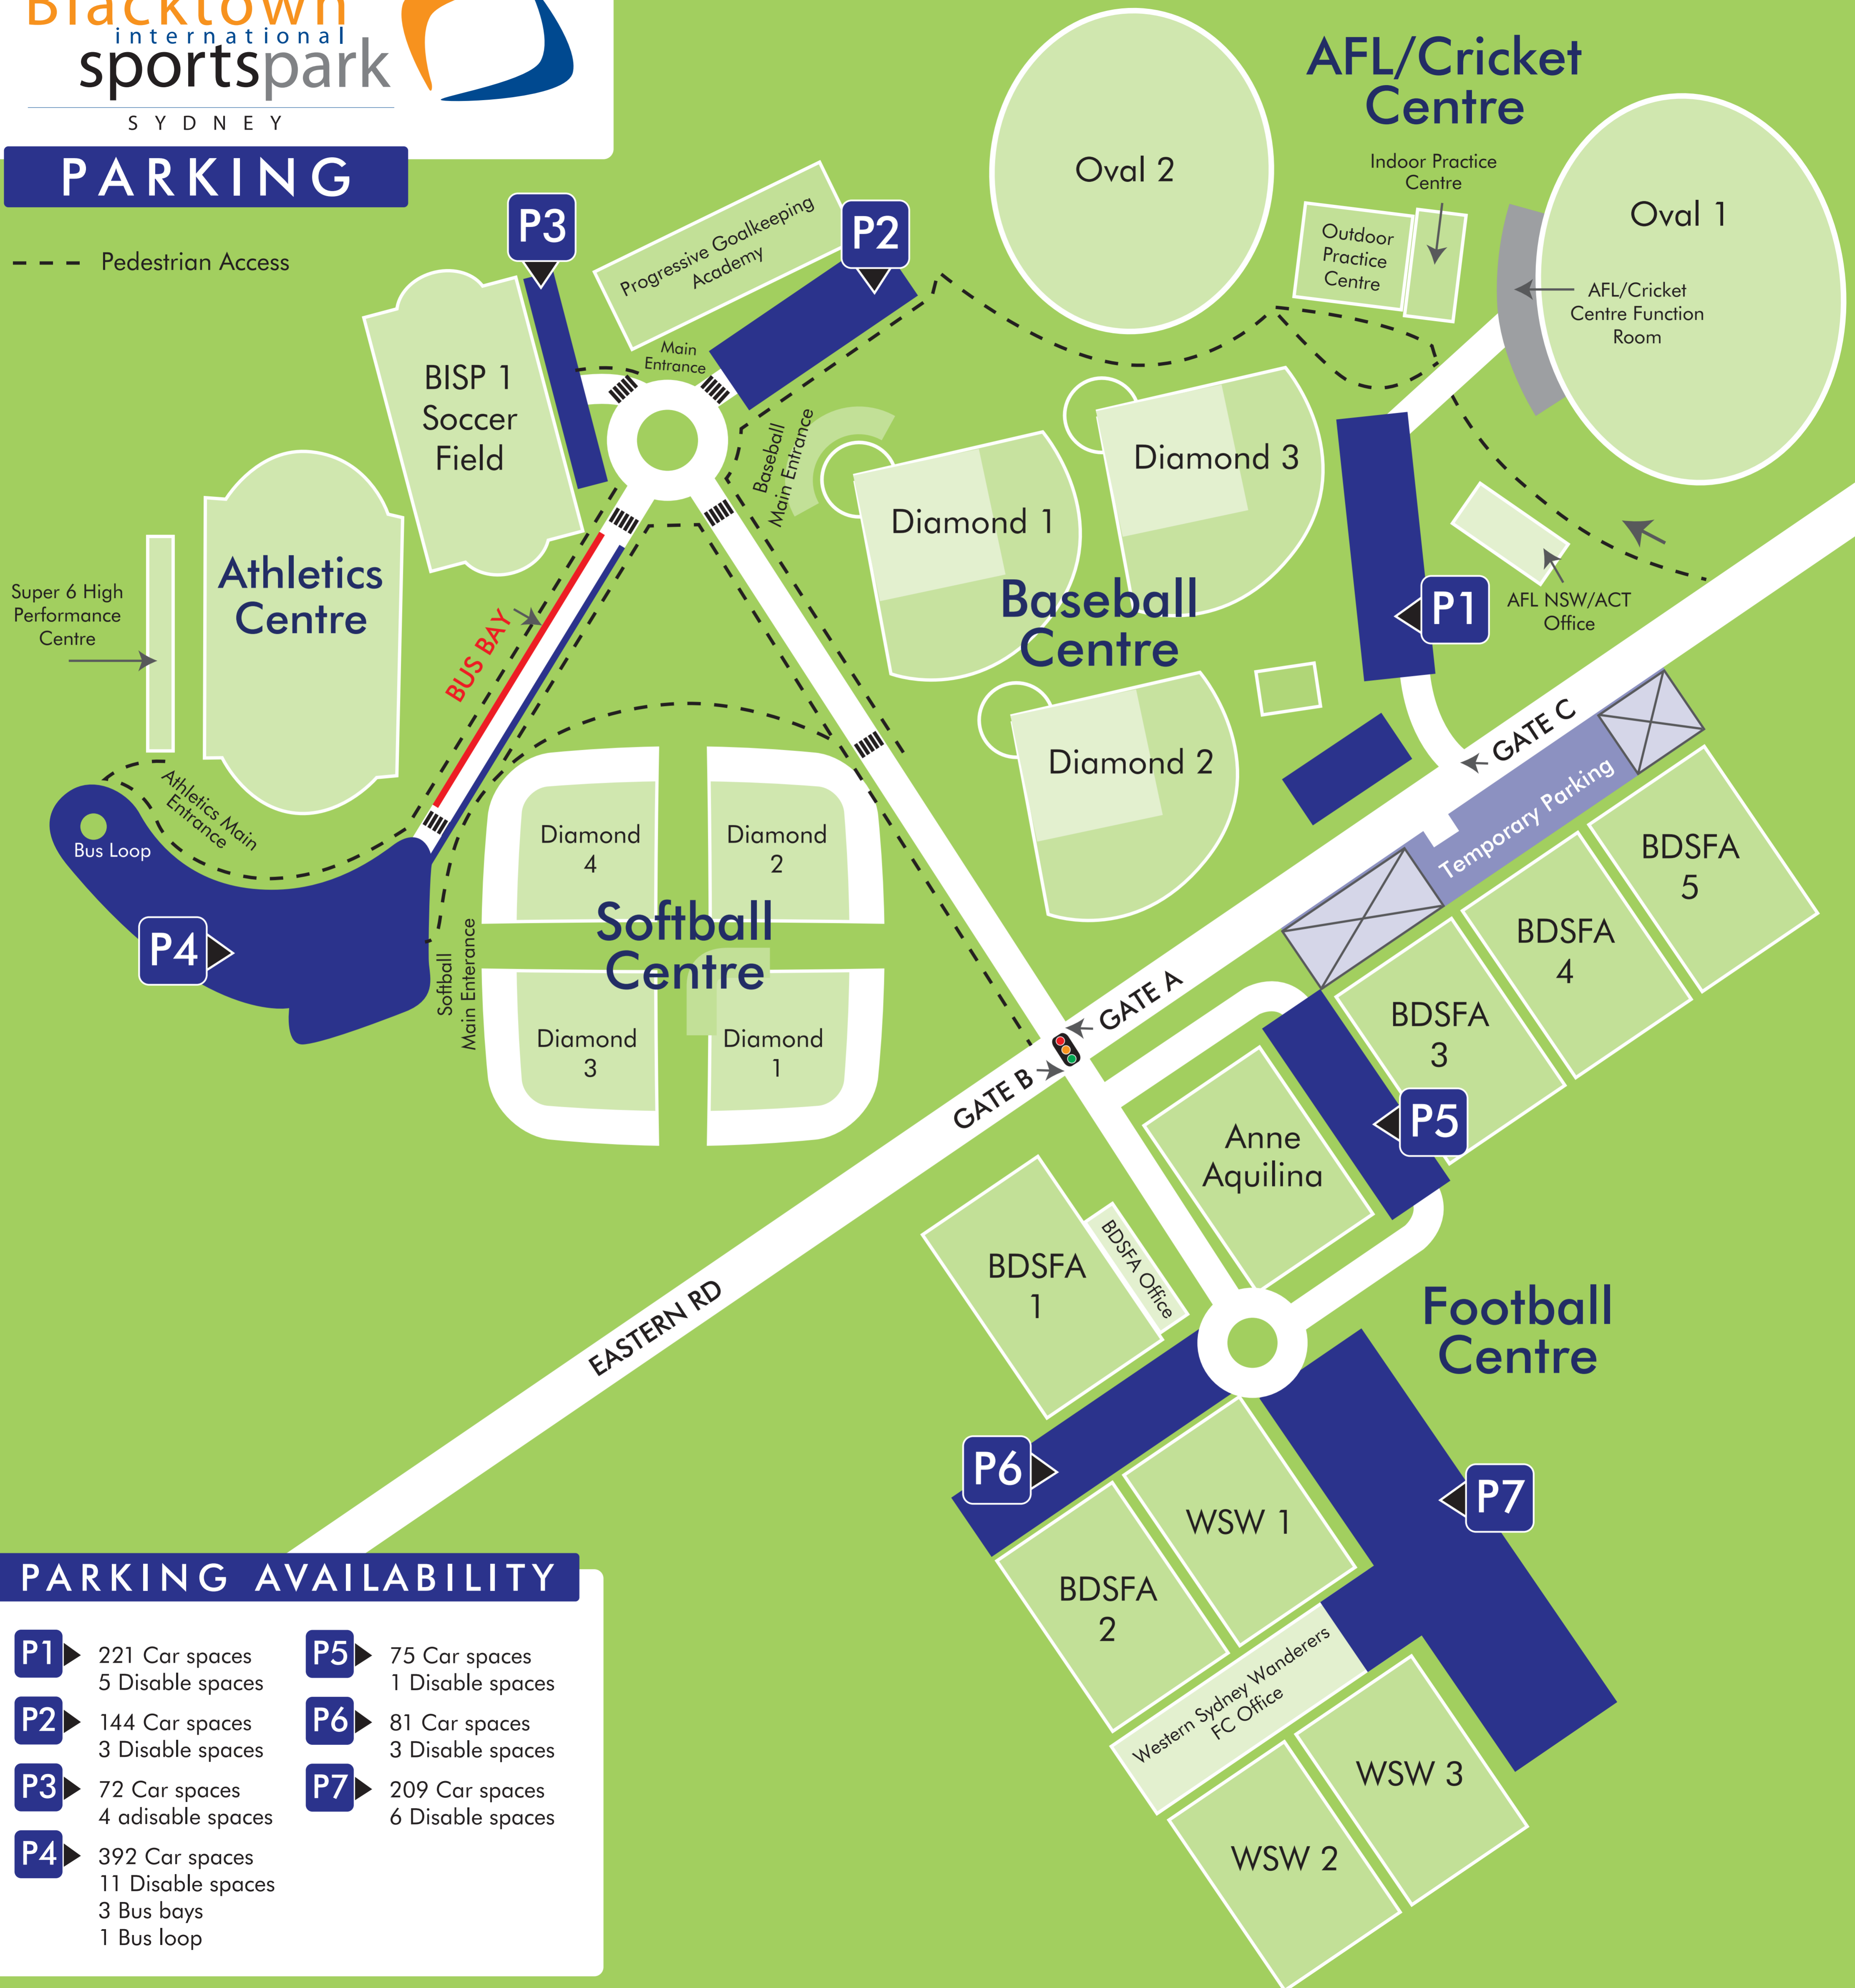 Blacktown
international
sportspark
SYDNEY
PARKING
Pedestrian Access
P3
P2
Progressive Goalkeeping
Academy
Main
Entrance
BISP 1
Soccer
Field
Oval 2
AFL/Cricket
Centre
Indoor Practice
Centre
Outdoor
Practice
Centre
Oval 1
AFL/Cricket
Centre Function
Room
Baseball
Main Entrance
Diamond 1
Diamond 3
Baseball
Centre
Diamond 2
P1
AFL NSW/ACT
Office
Athletics
Centre
Super 6 High
Performance
Centre
BUS BAY
Athletics Main
Entrance
Bus Loop
P4
Softball
Main Enterance
Diamond
4
Diamond
2
Softball
Centre
Diamond
3
Diamond
1
GATE C
Temporary Parking
BDSFA
5
BDSFA
4
BDSFA
3
GATE A
GATE B
EASTERN RD
P5
Anne
Aquilina
BDSFA
1
BDSFA Office
Football
Centre
P6
P7
WSW 1
BDSFA
2
Western Sydney Wanderers
FC Office
WSW 3
WSW 2
PARKING AVAILABILITY
P1
221 Car spaces
5 Disable spaces
P2
144 Car spaces
3 Disable spaces
P3
72 Car spaces
4 adisable spaces
P4
392 Car spaces
11 Disable spaces
3 Bus bays
1 Bus loop
P5
75 Car spaces
1 Disable spaces
P6
81 Car spaces
3 Disable spaces
P7
209 Car spaces
6 Disable spaces